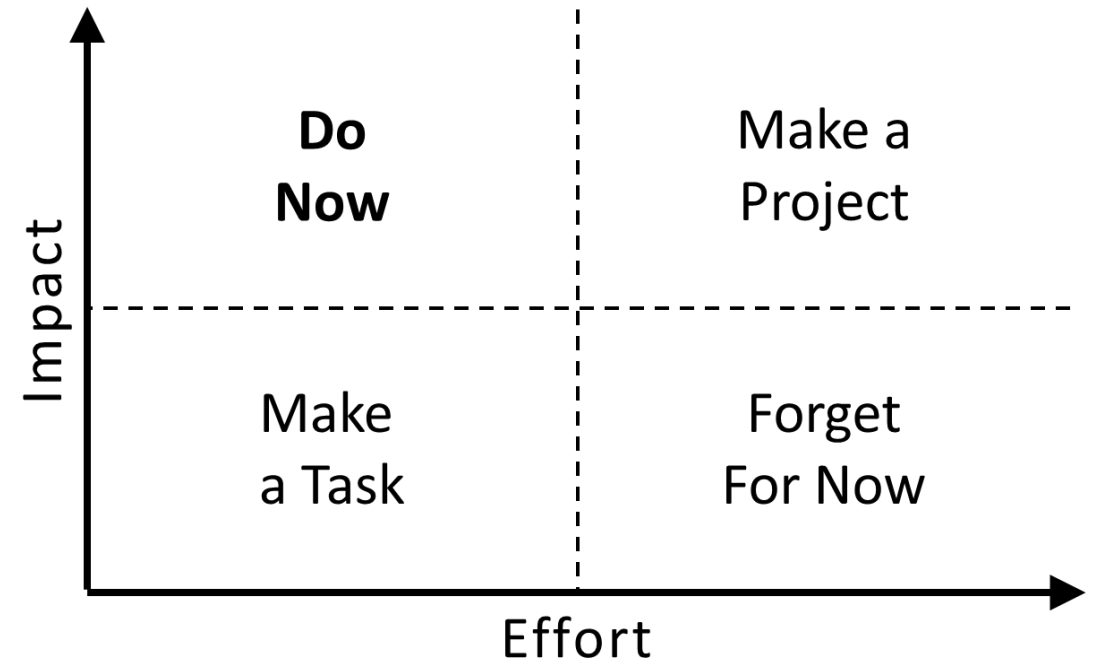 Do
Now
Make a
Project
Impact
Make
a Task
Forget
For Now
Effort